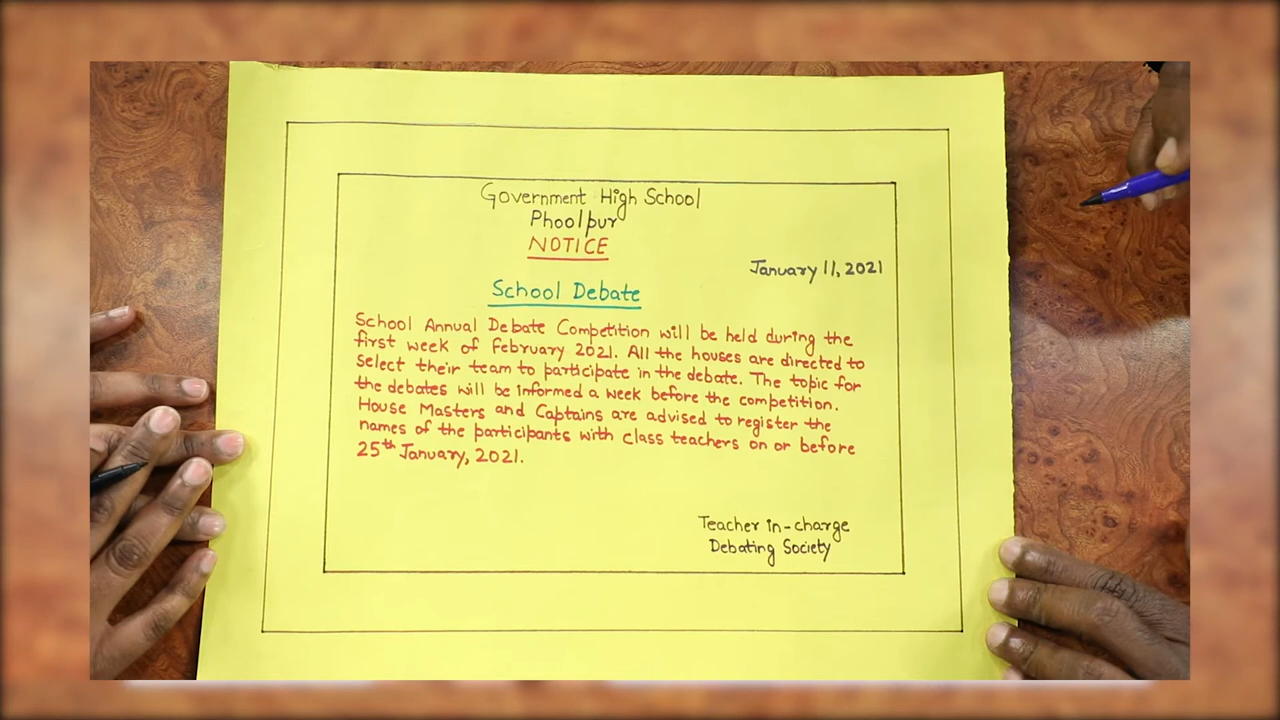 Government High School
Phoolpur
NOTICE
January 11, 2021
School Debate
School Annual Debate Competition will be held during the
first week of February 2021. All the houses are directed to
select their team to participate in the debate. The topic for
the debates will be informed a week before the competition.
House Masters and Captains are advised to register the
names of the participants with class teachers on or before
25th January, 2021.
Teacher in-charge
Debating Society